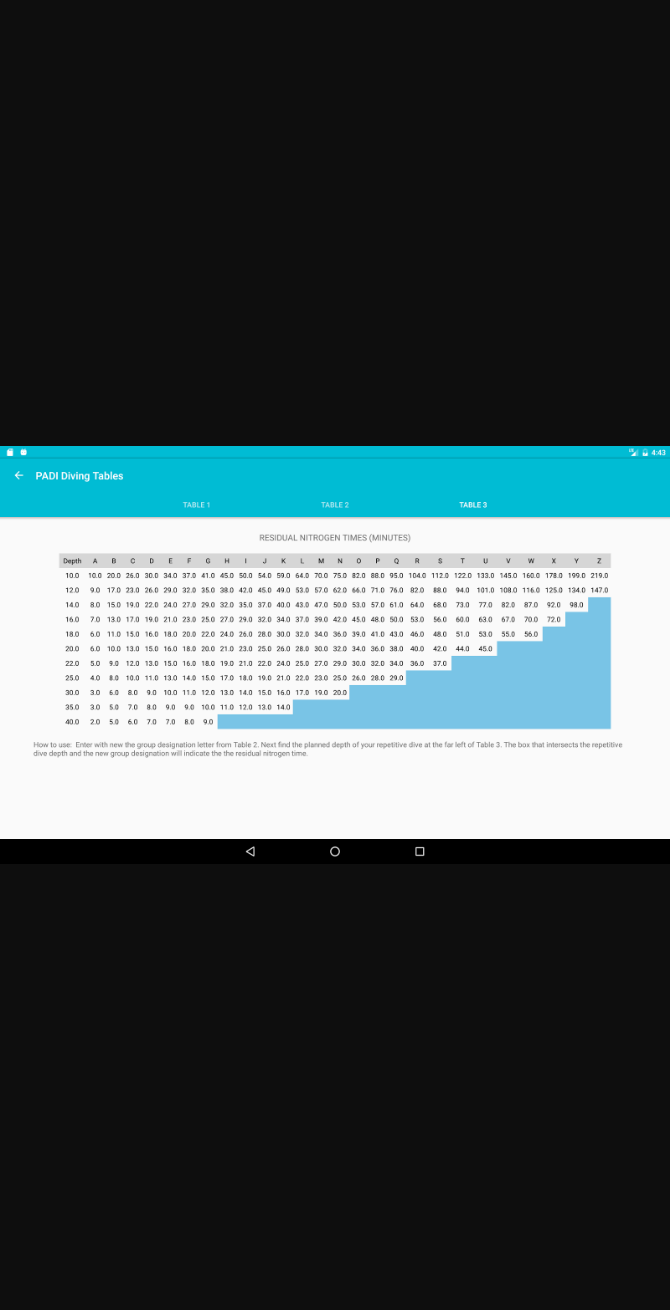 4:43
PADI Diving Tables
TABLE 1 TABLE 2 TABLE 3
RESIDUAL NITROGEN TIMES (MINUTES)
Depth A B C D E F G H I J K L M N O P Q R S T U V W X Y Z
10.0 10.0 20.0 26.0 30.0 34.0 37.0 41.0 45.0 50.0 54.0 59.0 64.0 70.0 75.0 82.0 88.0 95.0 104.0 112.0 122.0 133.0 145.0 160.0 178.0 199.0 219.0
12.0 9.0 17.0 23.0 26.0 29.0 32.0 35.0 38.0 42.0 45.0 49.0 53.0 57.0 62.0 66.0 71.0 76.0 82.0 88.0 94.0 101.0 108.0 116.0 125.0 134.0 147.0
14.0 8.0 15.0 19.0 22.0 24.0 27.0 29.0 32.0 35.0 37.0 40.0 43.0 47.0 50.0 53.0 57.0 61.0 64.0 68.0 73.0 77.0 82.0 87.0 92.0 98.0
16.0 7.0 13.0 17.0 19.0 21.0 23.0 25.0 27.0 29.0 32.0 34.0 37.0 39.0 42.0 45.0 48.0 50.0 53.0 56.0 60.0 63.0 67.0 70.0 72.0
18.0 6.0 11.0 15.0 16.0 18.0 20.0 22.0 24.0 26.0 28.0 30.0 32.0 34.0 36.0 39.0 41.0 43.0 46.0 48.0 51.0 53.0 55.0 56.0
20.0 6.0 10.0 13.0 15.0 16.0 18.0 20.0 21.0 23.0 25.0 26.0 28.0 30.0 32.0 34.0 36.0 38.0 40.0 42.0 44.0 45.0
22.0 5.0 9.0 12.0 13.0 15.0 16.0 18.0 19.0 21.0 22.0 24.0 25.0 27.0 29.0 30.0 32.0 34.0 36.0 37.0
25.0 4.0 8.0 10.0 11.0 13.0 14.0 15.0 17.0 18.0 19.0 21.0 22.0 23.0 25.0 26.0 28.0 29.0
30.0 3.0 6.0 8.0 9.0 10.0 11.0 12.0 13.0 14.0 15.0 16.0 17.0 19.0 20.0
35.0 3.0 5.0 7.0 8.0 9.0 9.0 10.0 11.0 12.0 13.0 14.0
40.0 2.0 5.0 6.0 7.0 7.0 8.0 9.0
How to use: Enter with new the group designation letter from Table 2. Next find the planned depth of your repetitive dive at the far left of Table 3. The box that intersects the repetitive
dive depth and the new group designation will indicate the the residual nitrogen time.